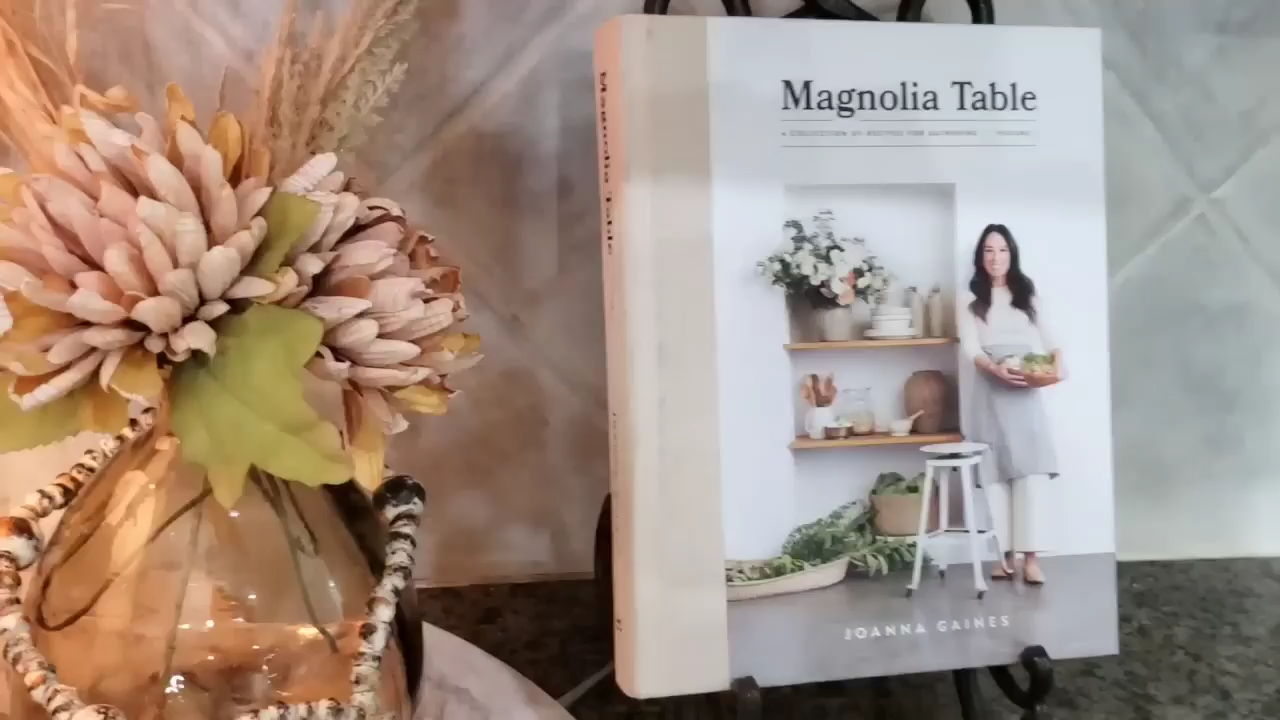 Magnolia Table
Magnolia Table
A COLLECTION OF RECIPES FOR GATHERING
JOANNA GAINES